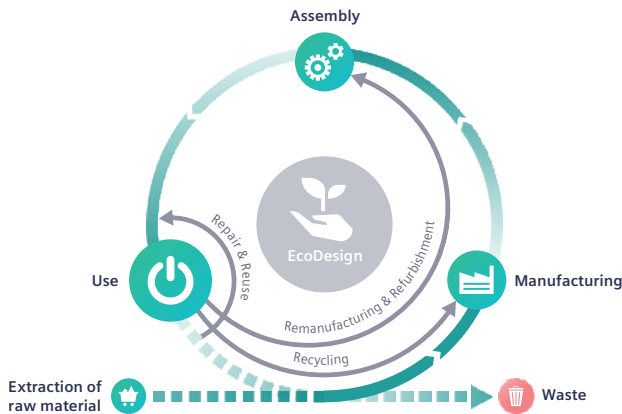 Assembly
Repair & Reuse
EcoDesign
Remanufacturing & Refurbishment
Use
Manufacturing
Recycling
Extraction of
raw material
Waste